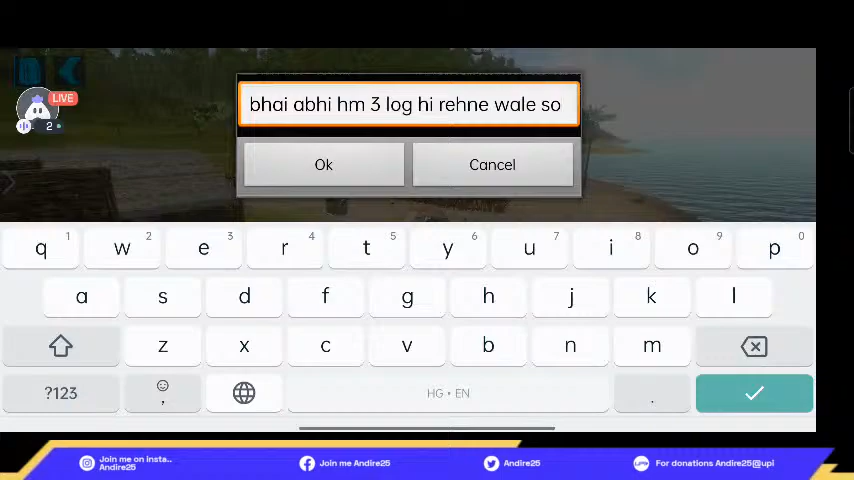 LIVE
2
bhai abhi hm 3 log hi rehne wale so
Ok
Cancel
q 1 w 2 e 3 r 4 t 5 y 6 u 7 i 8 o 9 p 0
a s d f g h j k l
z x c v b n m
?123 , HG • EN .
Join me on insta..
Andire25
Join me Andire25
Andire25
UPI
For donations Andire25@upi